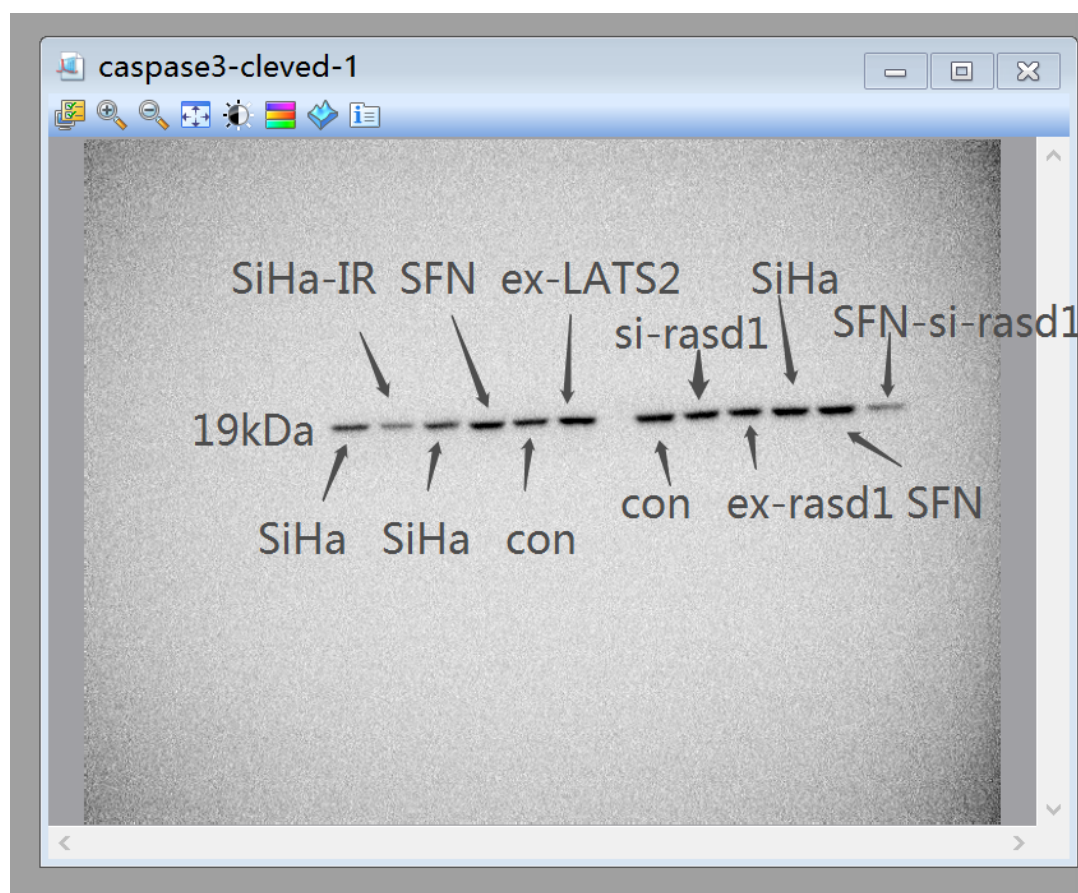 caspase3-cleved-1
SiHa-IR SFN ex-LATS2 SiHa
si-rasd1 SFN-si-rasd1
19kDa
con ex-rasd1 SFN
SiHa SiHa con